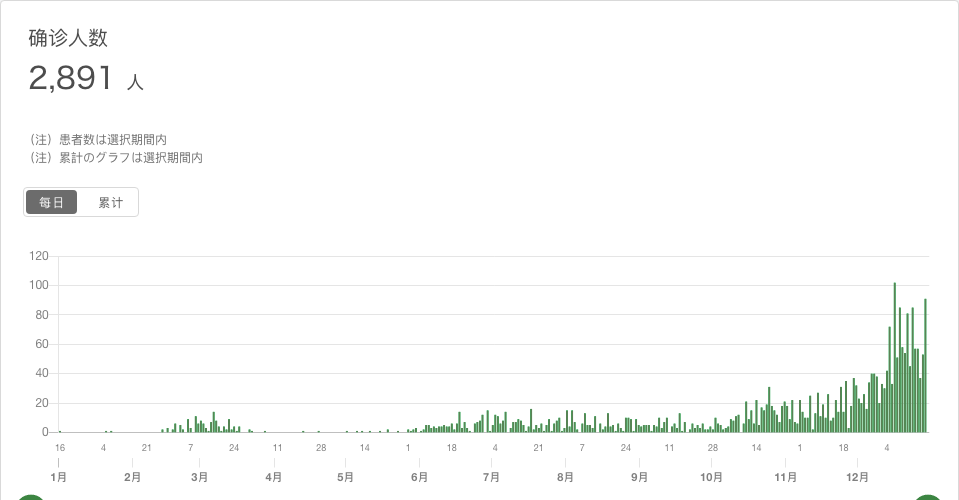 确诊人数
2,891 人
（注）患者数は選択期間内
（注）累計のグラフは選択期間内
每日 累计
120
100
80
60
40
20
0
16 4 21 7 24 11 28 14 1 18 4 21 7 24 11 28 14 1 18 4
1月 2月 3月 4月 5月 6月 7月 8月 9月 10月 11月 12月